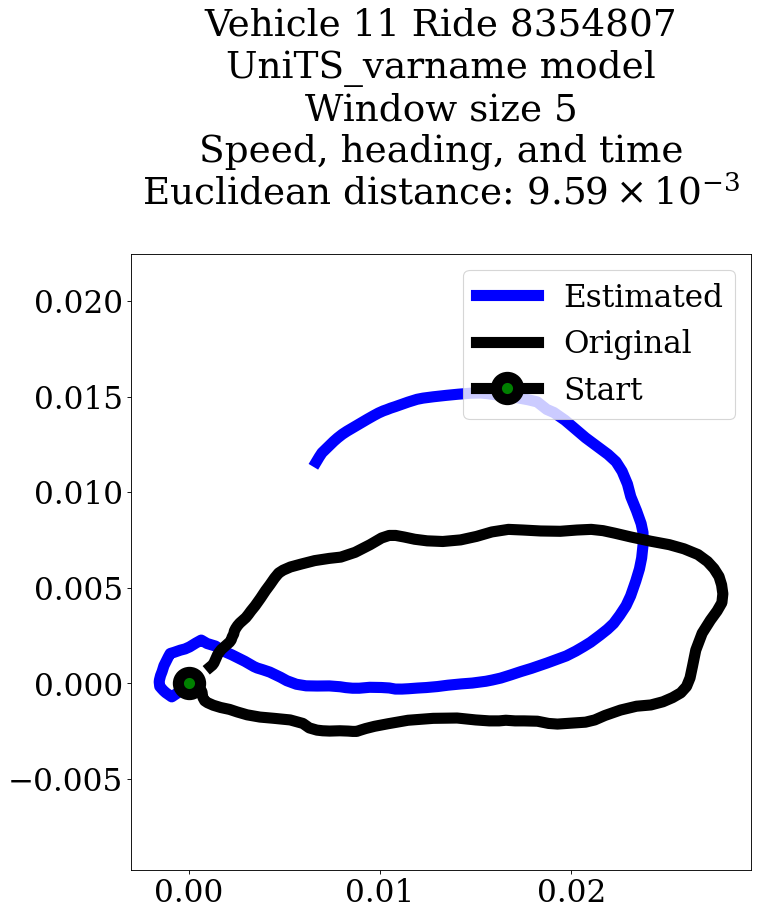 Vehicle 11 Ride 8354807
UniTS_varname model
Window size 5
Speed, heading, and time
Euclidean distance: 9.59 × 10⁻³
Estimated
Original
Start
0.020
0.015
0.010
0.005
0.000
−0.005
0.00 0.01 0.02